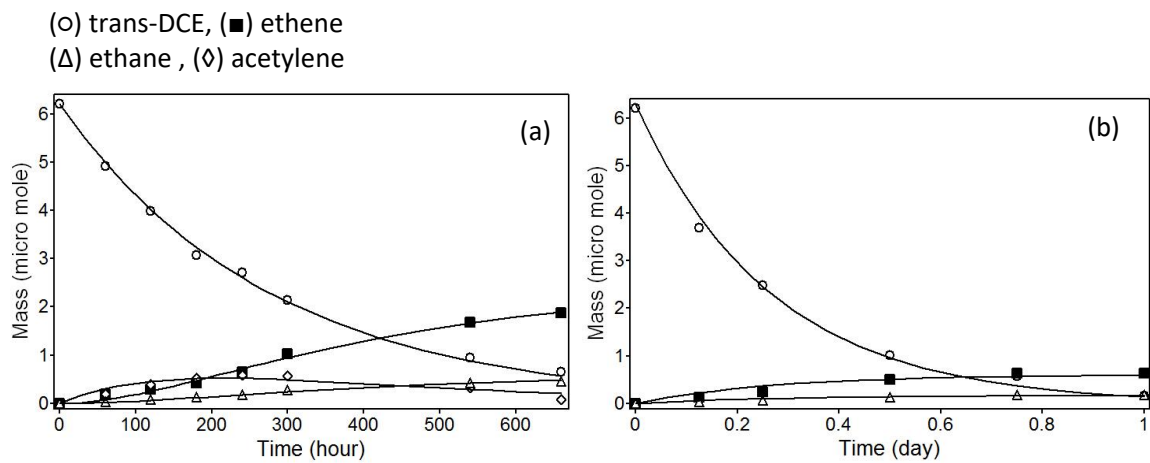 (○) trans-DCE, (■) ethene
(Δ) ethane , (◊) acetylene
(a)
Mass (micro mole)
6
5
4
3
2
1
0
0 100 200 300 400 500 600
Time (hour)
(b)
Mass (micro mole)
6
5
4
3
2
1
0
0 0.2 0.4 0.6 0.8 1
Time (day)